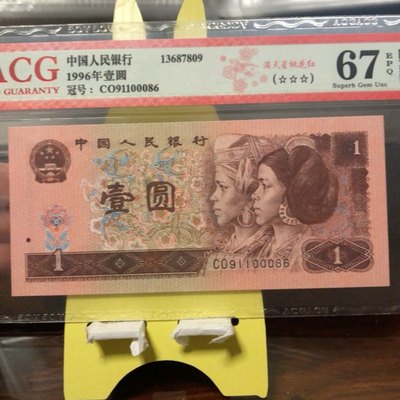 ACG
GUARANTY
中国人民银行
13687809
1996年壹圆
冠号： CO91100086
满天星桃花红
(☆☆☆)
67
EPQ
Superb Gem Unc
中国人民银行
1
壹圆
1
1
CO91100086